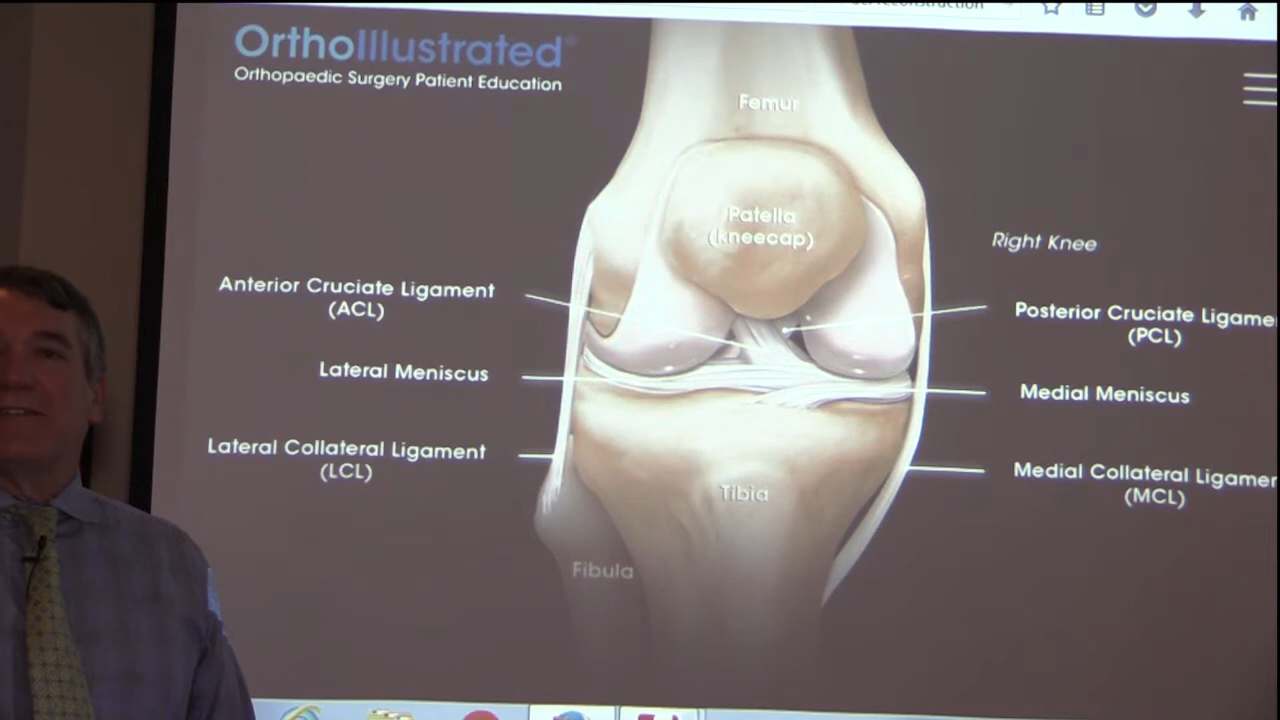 OrthoIllustrated®
Orthopaedic Surgery Patient Education
Femur
Patella
(kneecap)
Right Knee
Anterior Cruciate Ligament
(ACL)
Posterior Cruciate Ligame
(PCL)
Lateral Meniscus
Medial Meniscus
Lateral Collateral Ligament
(LCL)
Medial Collateral Ligamen
(MCL)
Tibia
Fibula